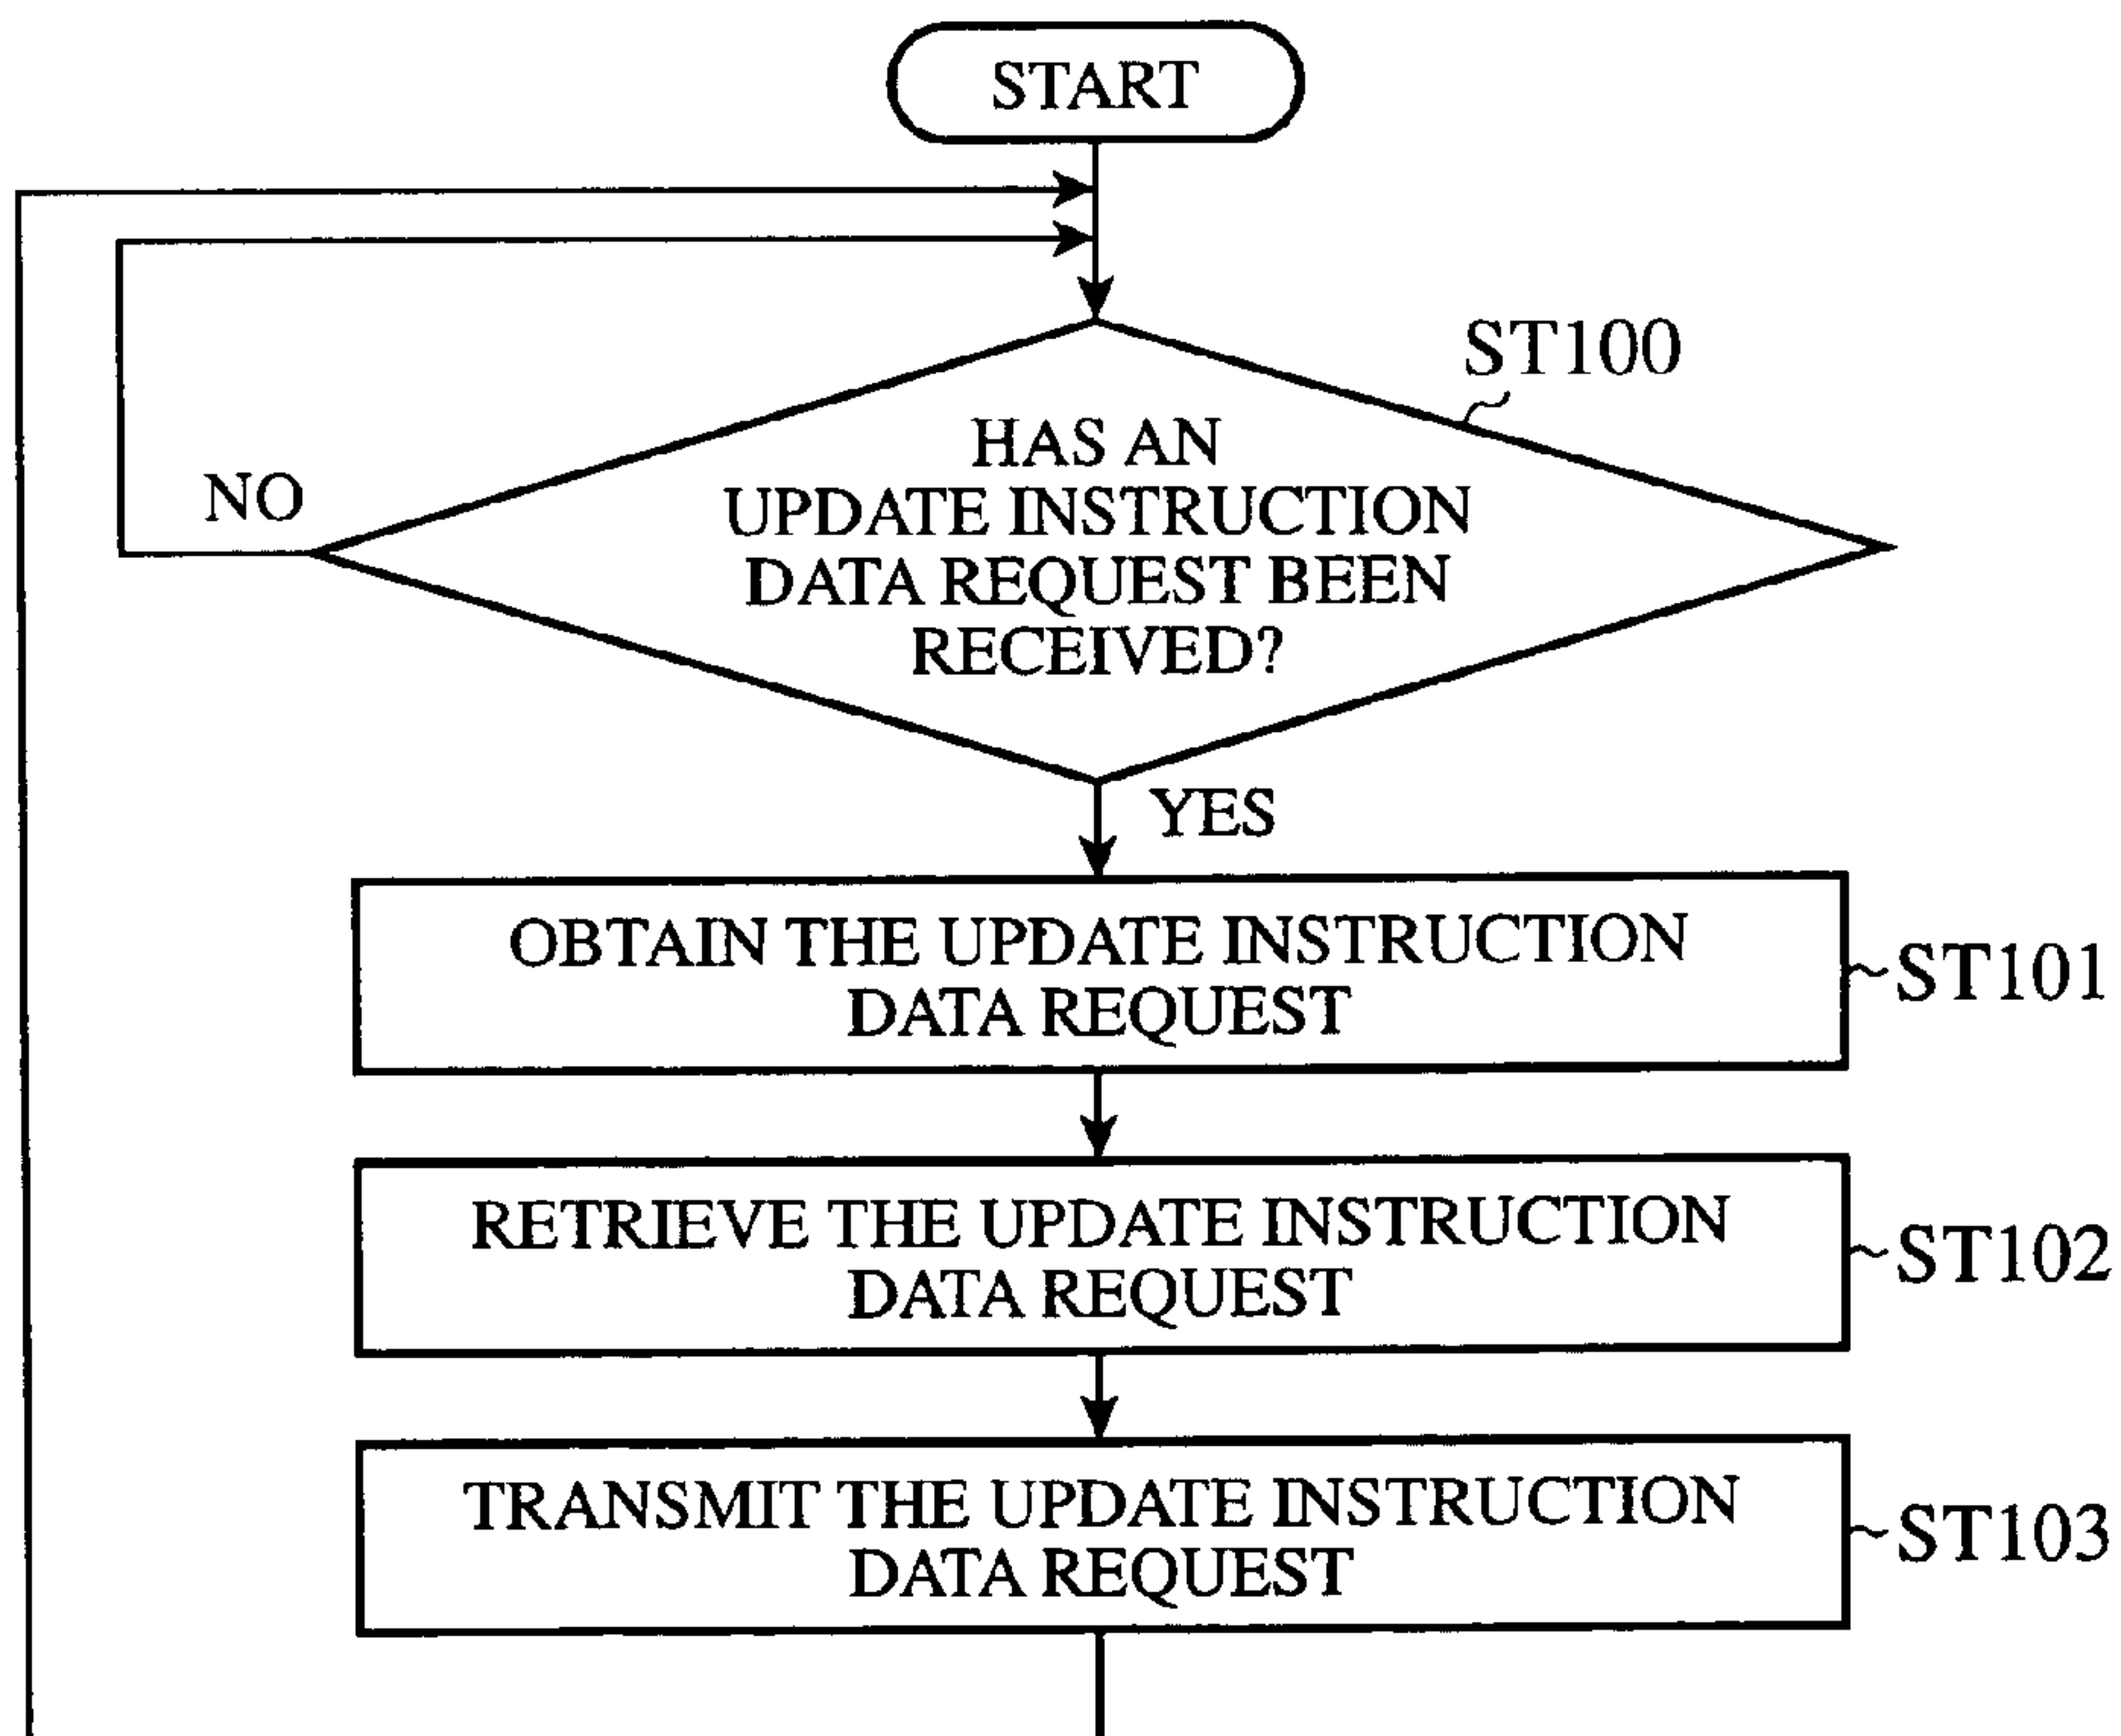 START
ST100
HAS AN
UPDATE INSTRUCTION
DATA REQUEST BEEN
RECEIVED?
NO
YES
OBTAIN THE UPDATE INSTRUCTION
DATA REQUEST
ST101
RETRIEVE THE UPDATE INSTRUCTION
DATA REQUEST
ST102
TRANSMIT THE UPDATE INSTRUCTION
DATA REQUEST
ST103